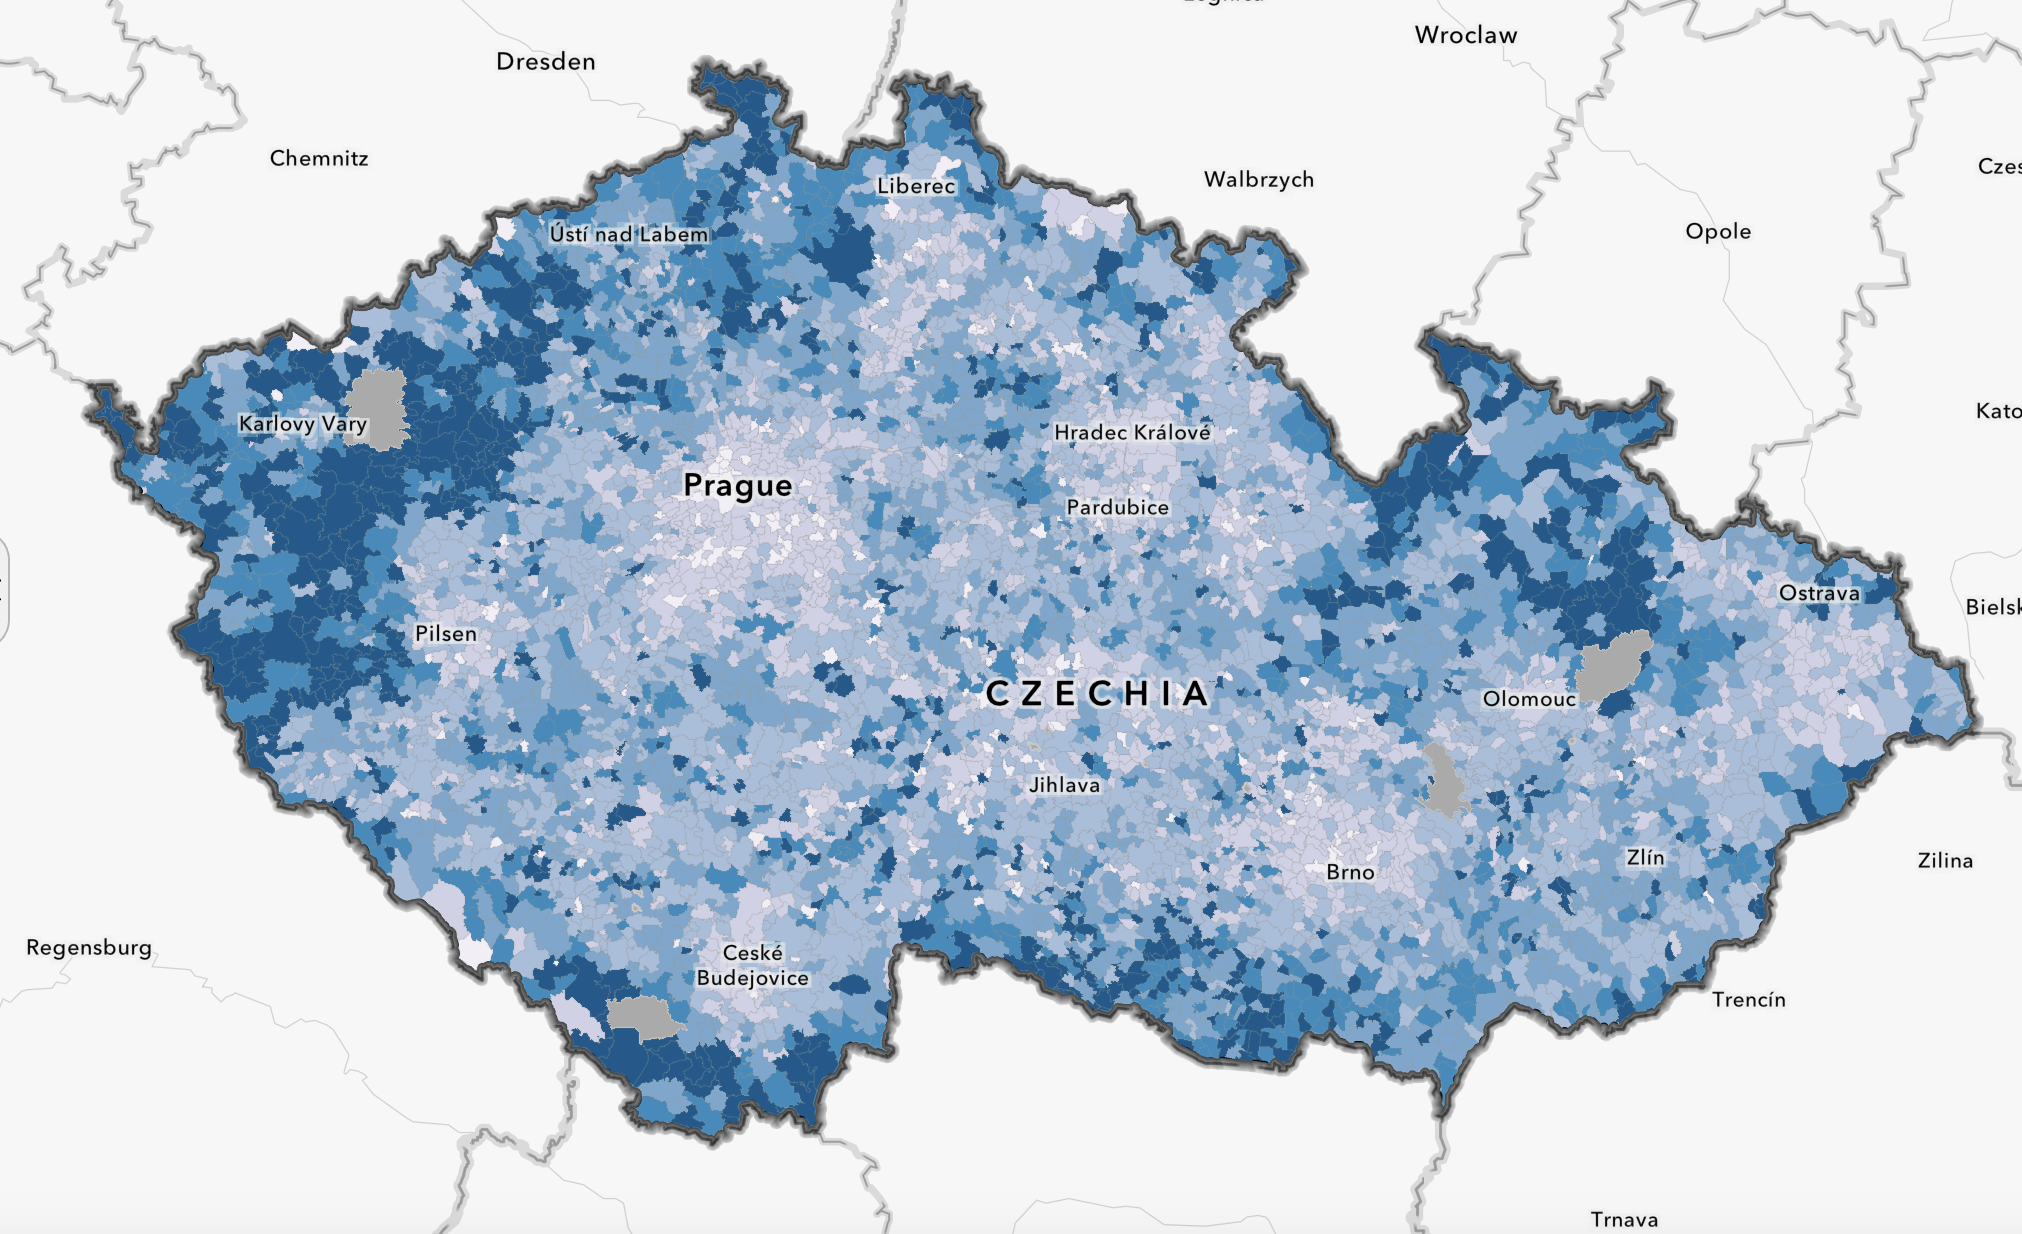 Wroclaw
Dresden
Chemnitz
Walbrzych
Czes
Liberec
Opole
Ústí nad Labem
Kato
Karlovy Vary
Hradec Králové
Prague
Pardubice
Ostrava
Bielsk
Pilsen
CZECHIA
Olomouc
Jihlava
Zlín
Zilina
Brno
Regensburg
Ceské
Budejovice
Trencín
Trnava